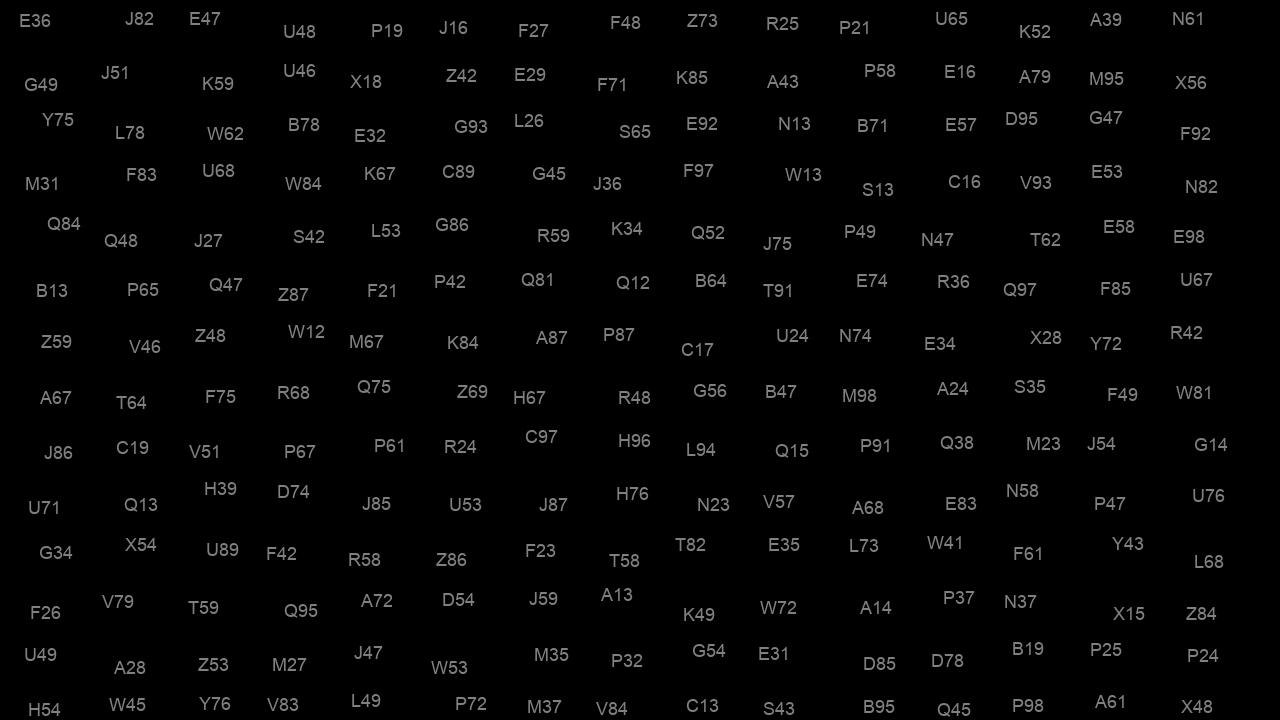 E36 J82 E47 U48 P19 J16 F27 F48 Z73 R25 P21 U65 K52 A39 N61
G49 J51 K59 U46 X18 Z42 E29 F71 K85 A43 P58 E16 A79 M95 X56
Y75 L78 W62 B78 E32 G93 L26 S65 E92 N13 B71 E57 D95 G47 F92
M31 F83 U68 W84 K67 C89 G45 J36 F97 W13 S13 C16 V93 E53 N82
Q84 Q48 J27 S42 L53 G86 R59 K34 Q52 J75 P49 N47 T62 E58 E98
B13 P65 Q47 Z87 F21 P42 Q81 Q12 B64 T91 E74 R36 Q97 F85 U67
Z59 V46 Z48 W12 M67 K84 A87 P87 C17 U24 N74 E34 X28 Y72 R42
A67 T64 F75 R68 Q75 Z69 H67 R48 G56 B47 M98 A24 S35 F49 W81
J86 C19 V51 P67 P61 R24 C97 H96 L94 Q15 P91 Q38 M23 J54 G14
U71 Q13 H39 D74 J85 U53 J87 H76 N23 V57 A68 E83 N58 P47 U76
G34 X54 U89 F42 R58 Z86 F23 T58 T82 E35 L73 W41 F61 Y43 L68
F26 V79 T59 Q95 A72 D54 J59 A13 K49 W72 A14 P37 N37 X15 Z84
U49 A28 Z53 M27 J47 W53 M35 P32 G54 E31 D85 D78 B19 P25 P24
H54 W45 Y76 V83 L49 P72 M37 V84 C13 S43 B95 Q45 P98 A61 X48